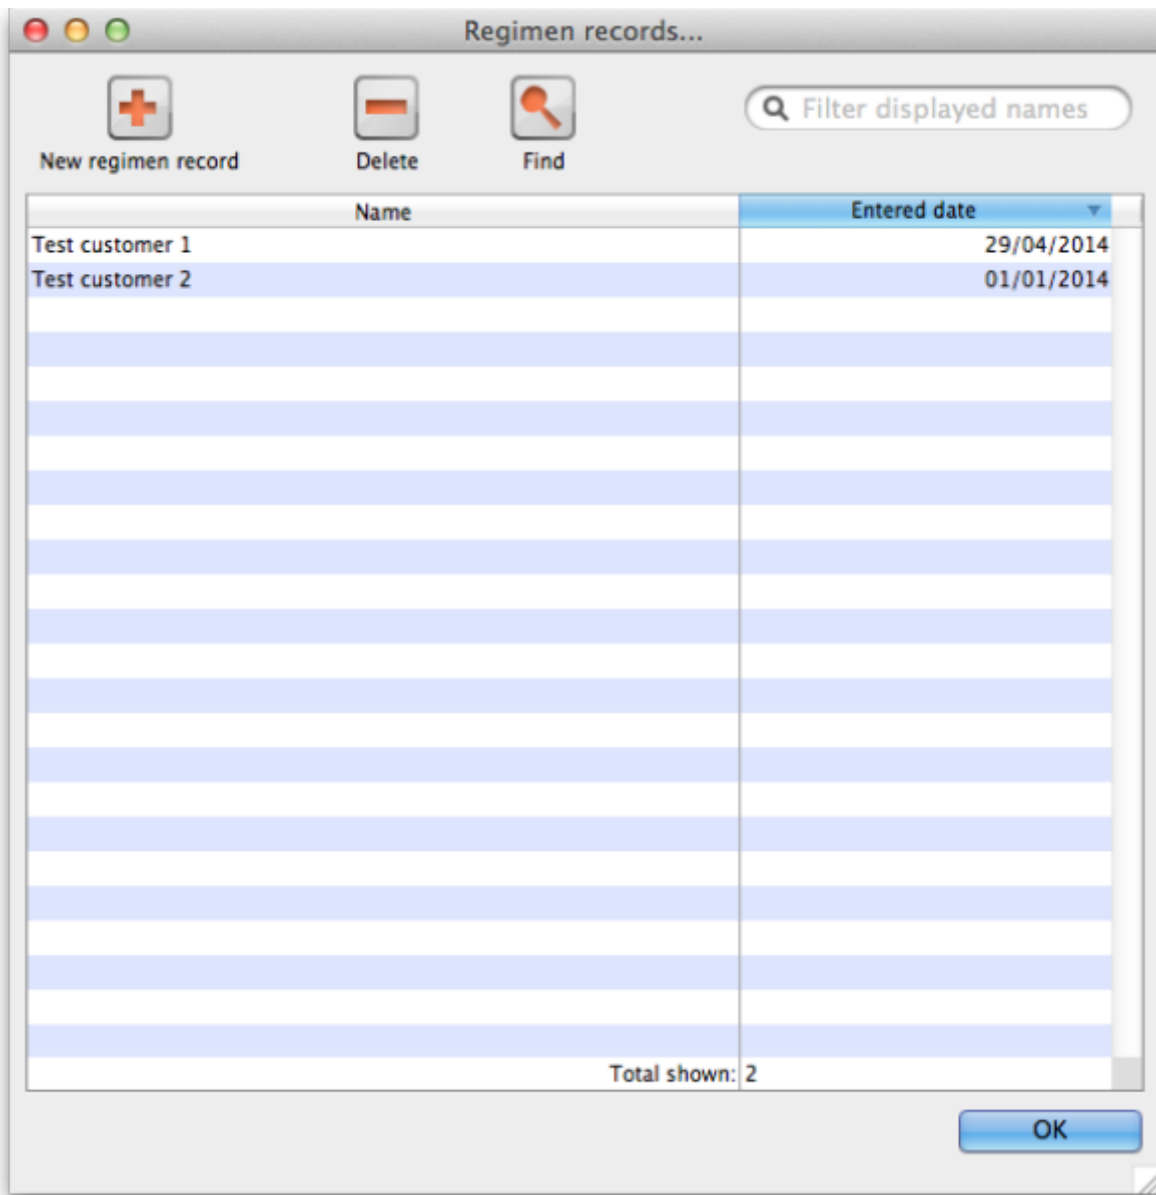 Regimen records...
New regimen record Delete Find Filter displayed names
Name Entered date
Test customer 1 29/04/2014
Test customer 2 01/01/2014
Total shown: 2
OK